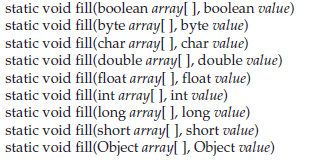 static void fill(boolean array[ ], boolean value)
static void fill(byte array[ ], byte value)
static void fill(char array[ ], char value)
static void fill(double array[ ], double value)
static void fill(float array[ ], float value)
static void fill(int array[ ], int value)
static void fill(long array[ ], long value)
static void fill(short array[ ], short value)
static void fill(Object array[ ], Object value)